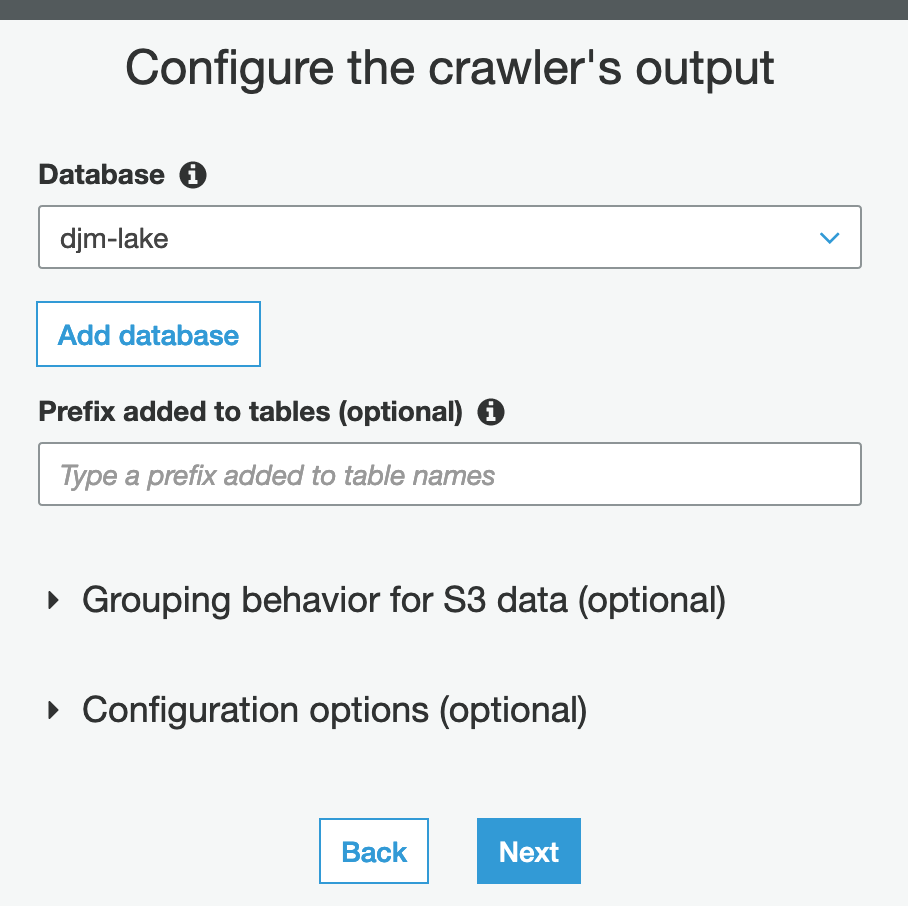 Configure the crawler's output
Database
djm-lake
Add database
Prefix added to tables (optional)
Type a prefix added to table names
Grouping behavior for S3 data (optional)
Configuration options (optional)
Back
Next